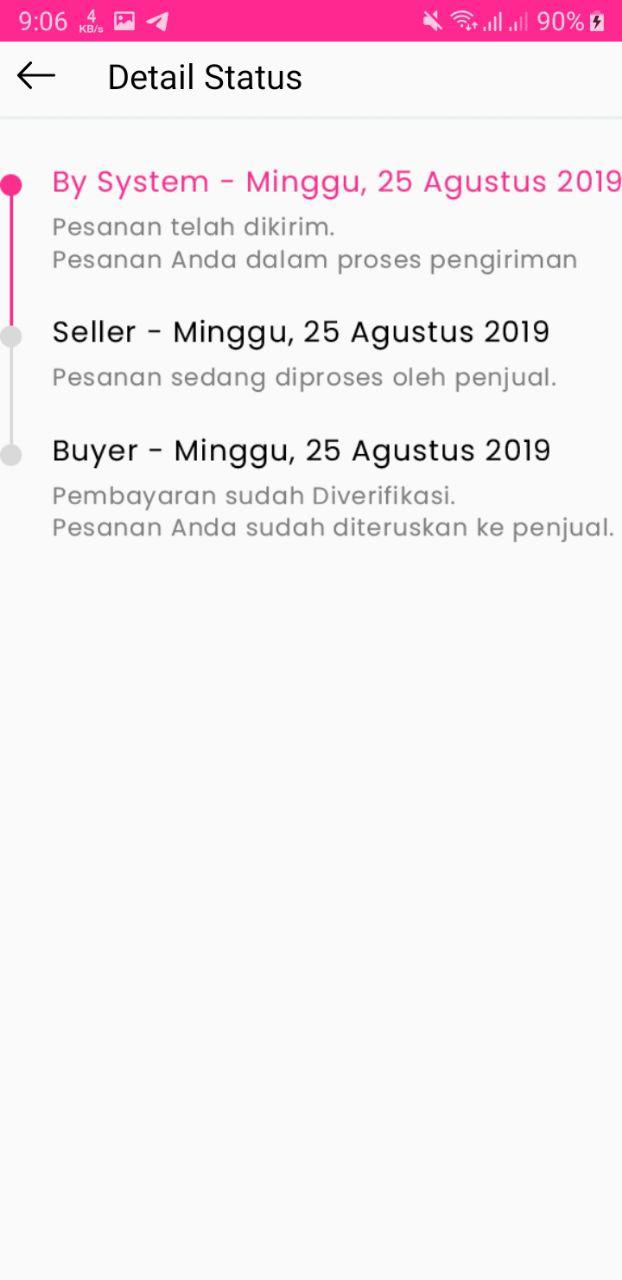 9:06 4 KB/s 90%
Detail Status
By System - Minggu, 25 Agustus 2019
Pesanan telah dikirim.
Pesanan Anda dalam proses pengiriman
Seller - Minggu, 25 Agustus 2019
Pesanan sedang diproses oleh penjual.
Buyer - Minggu, 25 Agustus 2019
Pembayaran sudah Diverifikasi.
Pesanan Anda sudah diteruskan ke penjual.